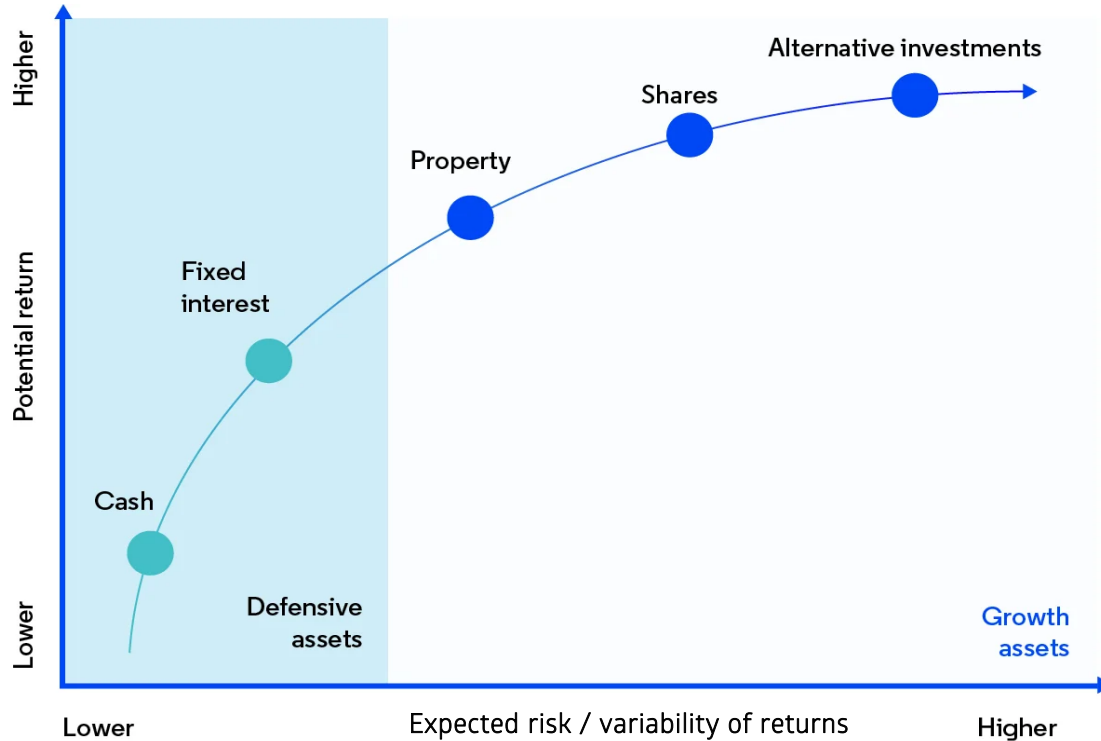 Higher
Alternative investments
Shares
Property
Potential return
Fixed
interest
Cash
Defensive
assets
Growth
assets
Lower
Lower
Expected risk / variability of returns
Higher